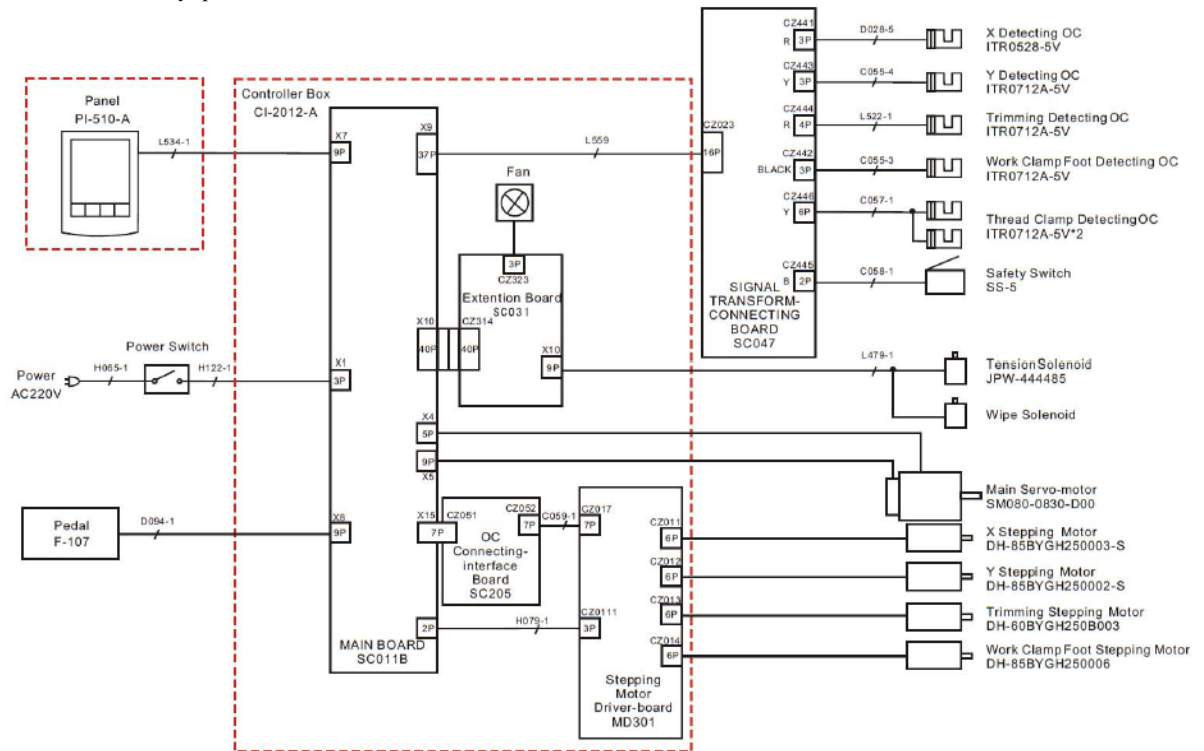 Panel
PI-510-A
L534-1
Controller Box
CI-2012-A
X7
9P
X9
37P
L559
Fan
3P
CZ323
Extention Board
SC031
X10
40P
CZ314
40P
X10
9P
Power Switch
Power
AC220V
H065-1
H122-1
X1
3P
X4
5P
9P
X5
Pedal
F-107
D094-1
9P
X15
7P
CZ051
CZ052
7P
C059-1
OC
Connecting-
interface
Board
SC205
2P
H079-1
MAIN BOARD
SC011B
CZ017
7P
CZ0111
3P
CZ011
6P
CZ012
6P
CZ013
6P
CZ014
6P
Stepping
Motor
Driver-board
MD301
CZ023
16P
CZ441
R 3P
CZ443
Y 3P
CZ444
R 4P
CZ442
BLACK 3P
CZ446
Y 6P
CZ445
B 2P
SIGNAL
TRANSFORM-
CONNECTING
BOARD
SC047
D028-5
X Detecting OC
ITR0528-5V
C055-4
Y Detecting OC
ITR0712A-5V
L522-1
Trimming Detecting OC
ITR0712A-5V
C055-3
Work Clamp Foot Detecting OC
ITR0712A-5V
C057-1
Thread Clamp Detecting OC
ITR0712A-5V*2
C058-1
Safety Switch
SS-5
L479-1
Tension Solenoid
JPW-444485
Wipe Solenoid
Main Servo-motor
SM080-0830-D00
X Stepping Motor
DH-85BYGH250003-S
Y Stepping Motor
DH-85BYGH250002-S
Trimming Stepping Motor
DH-60BYGH250B003
Work Clamp Foot Stepping Motor
DH-85BYGH250006